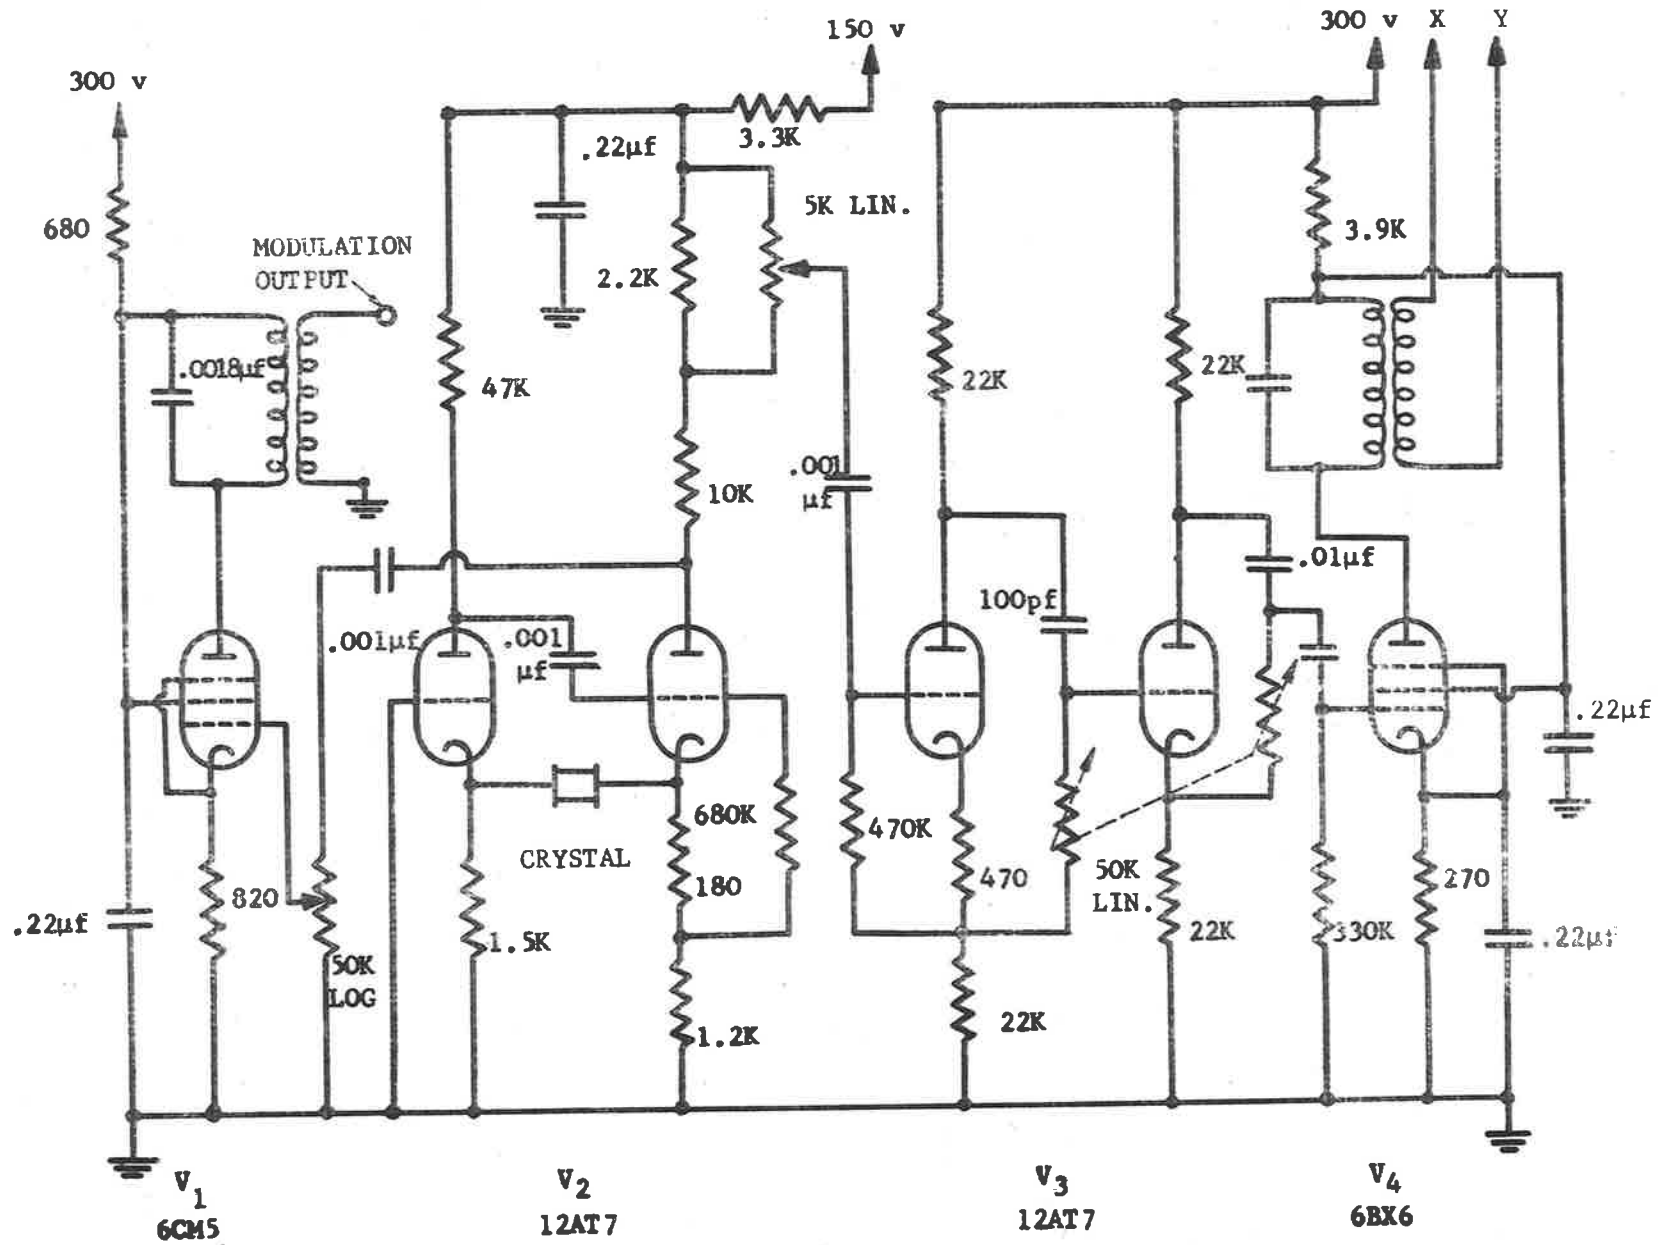 150 v
300 v X Y
300 v
.22µf
3.3K
5K LIN.
680
3.9K
MODULATION
OUTPUT
2.2K
.0018µf
47K
22K
22K
.001
µf
10K
.01µf
100pf
.001µf
.001
µf
.22µf
680K
470K
CRYSTAL
820
180
470
50K
LIN.
270
.22µf
1.5K
22K
330K
.22µf
50K
LOG
22K
1.2K
V1
V2
V3
V4
6CM5
12AT7
12AT7
6BX6